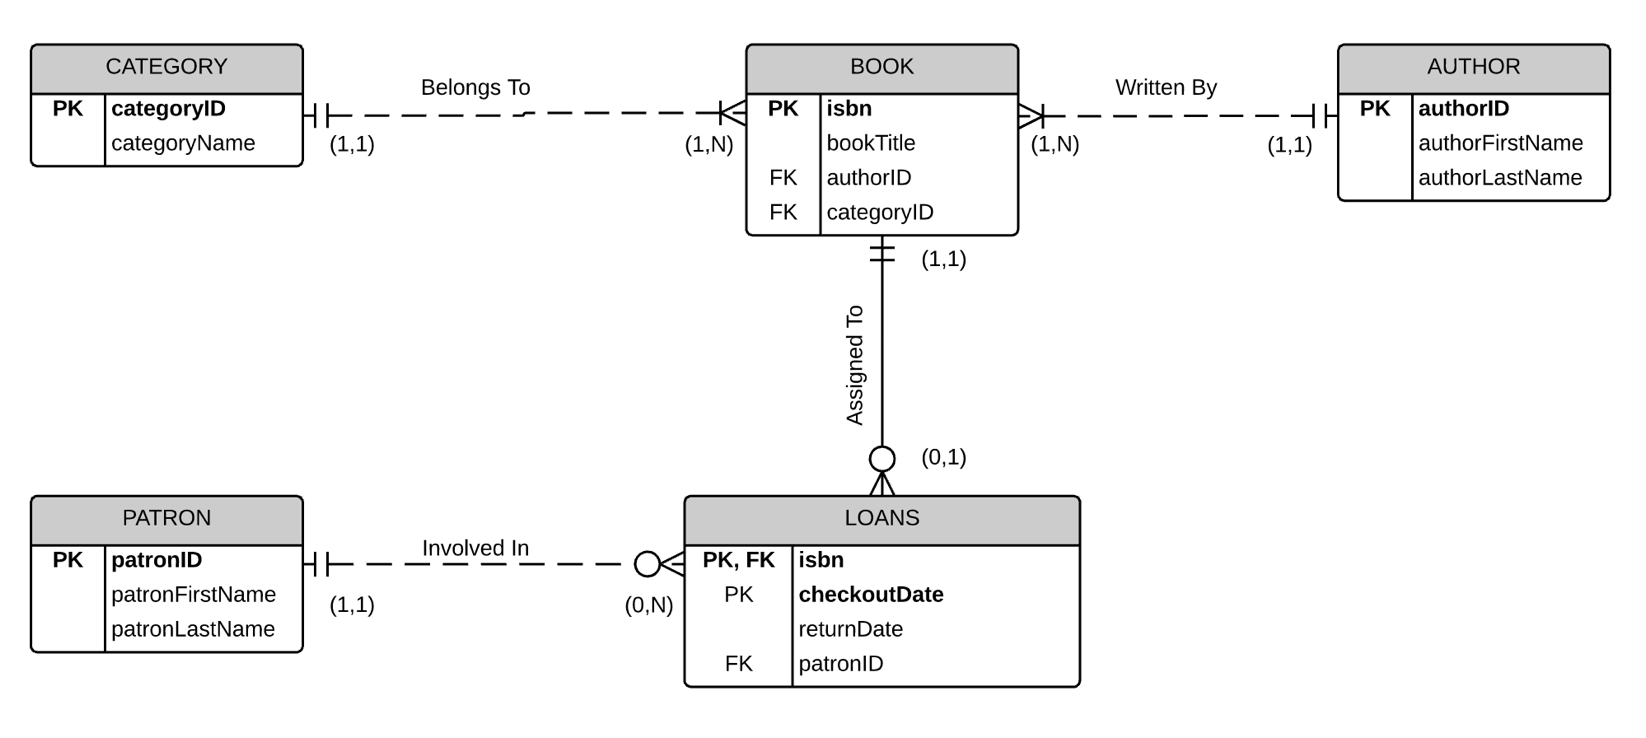 CATEGORY
PK categoryID
categoryName
(1,1)
Belongs To
(1,N)
BOOK
PK isbn
bookTitle
FK authorID
FK categoryID
(1,N)
Written By
(1,1)
AUTHOR
PK authorID
authorFirstName
authorLastName
(1,1)
Assigned To
(0,1)
PATRON
PK patronID
patronFirstName
patronLastName
(1,1)
Involved In
(0,N)
LOANS
PK, FK isbn
PK checkoutDate
returnDate
FK patronID